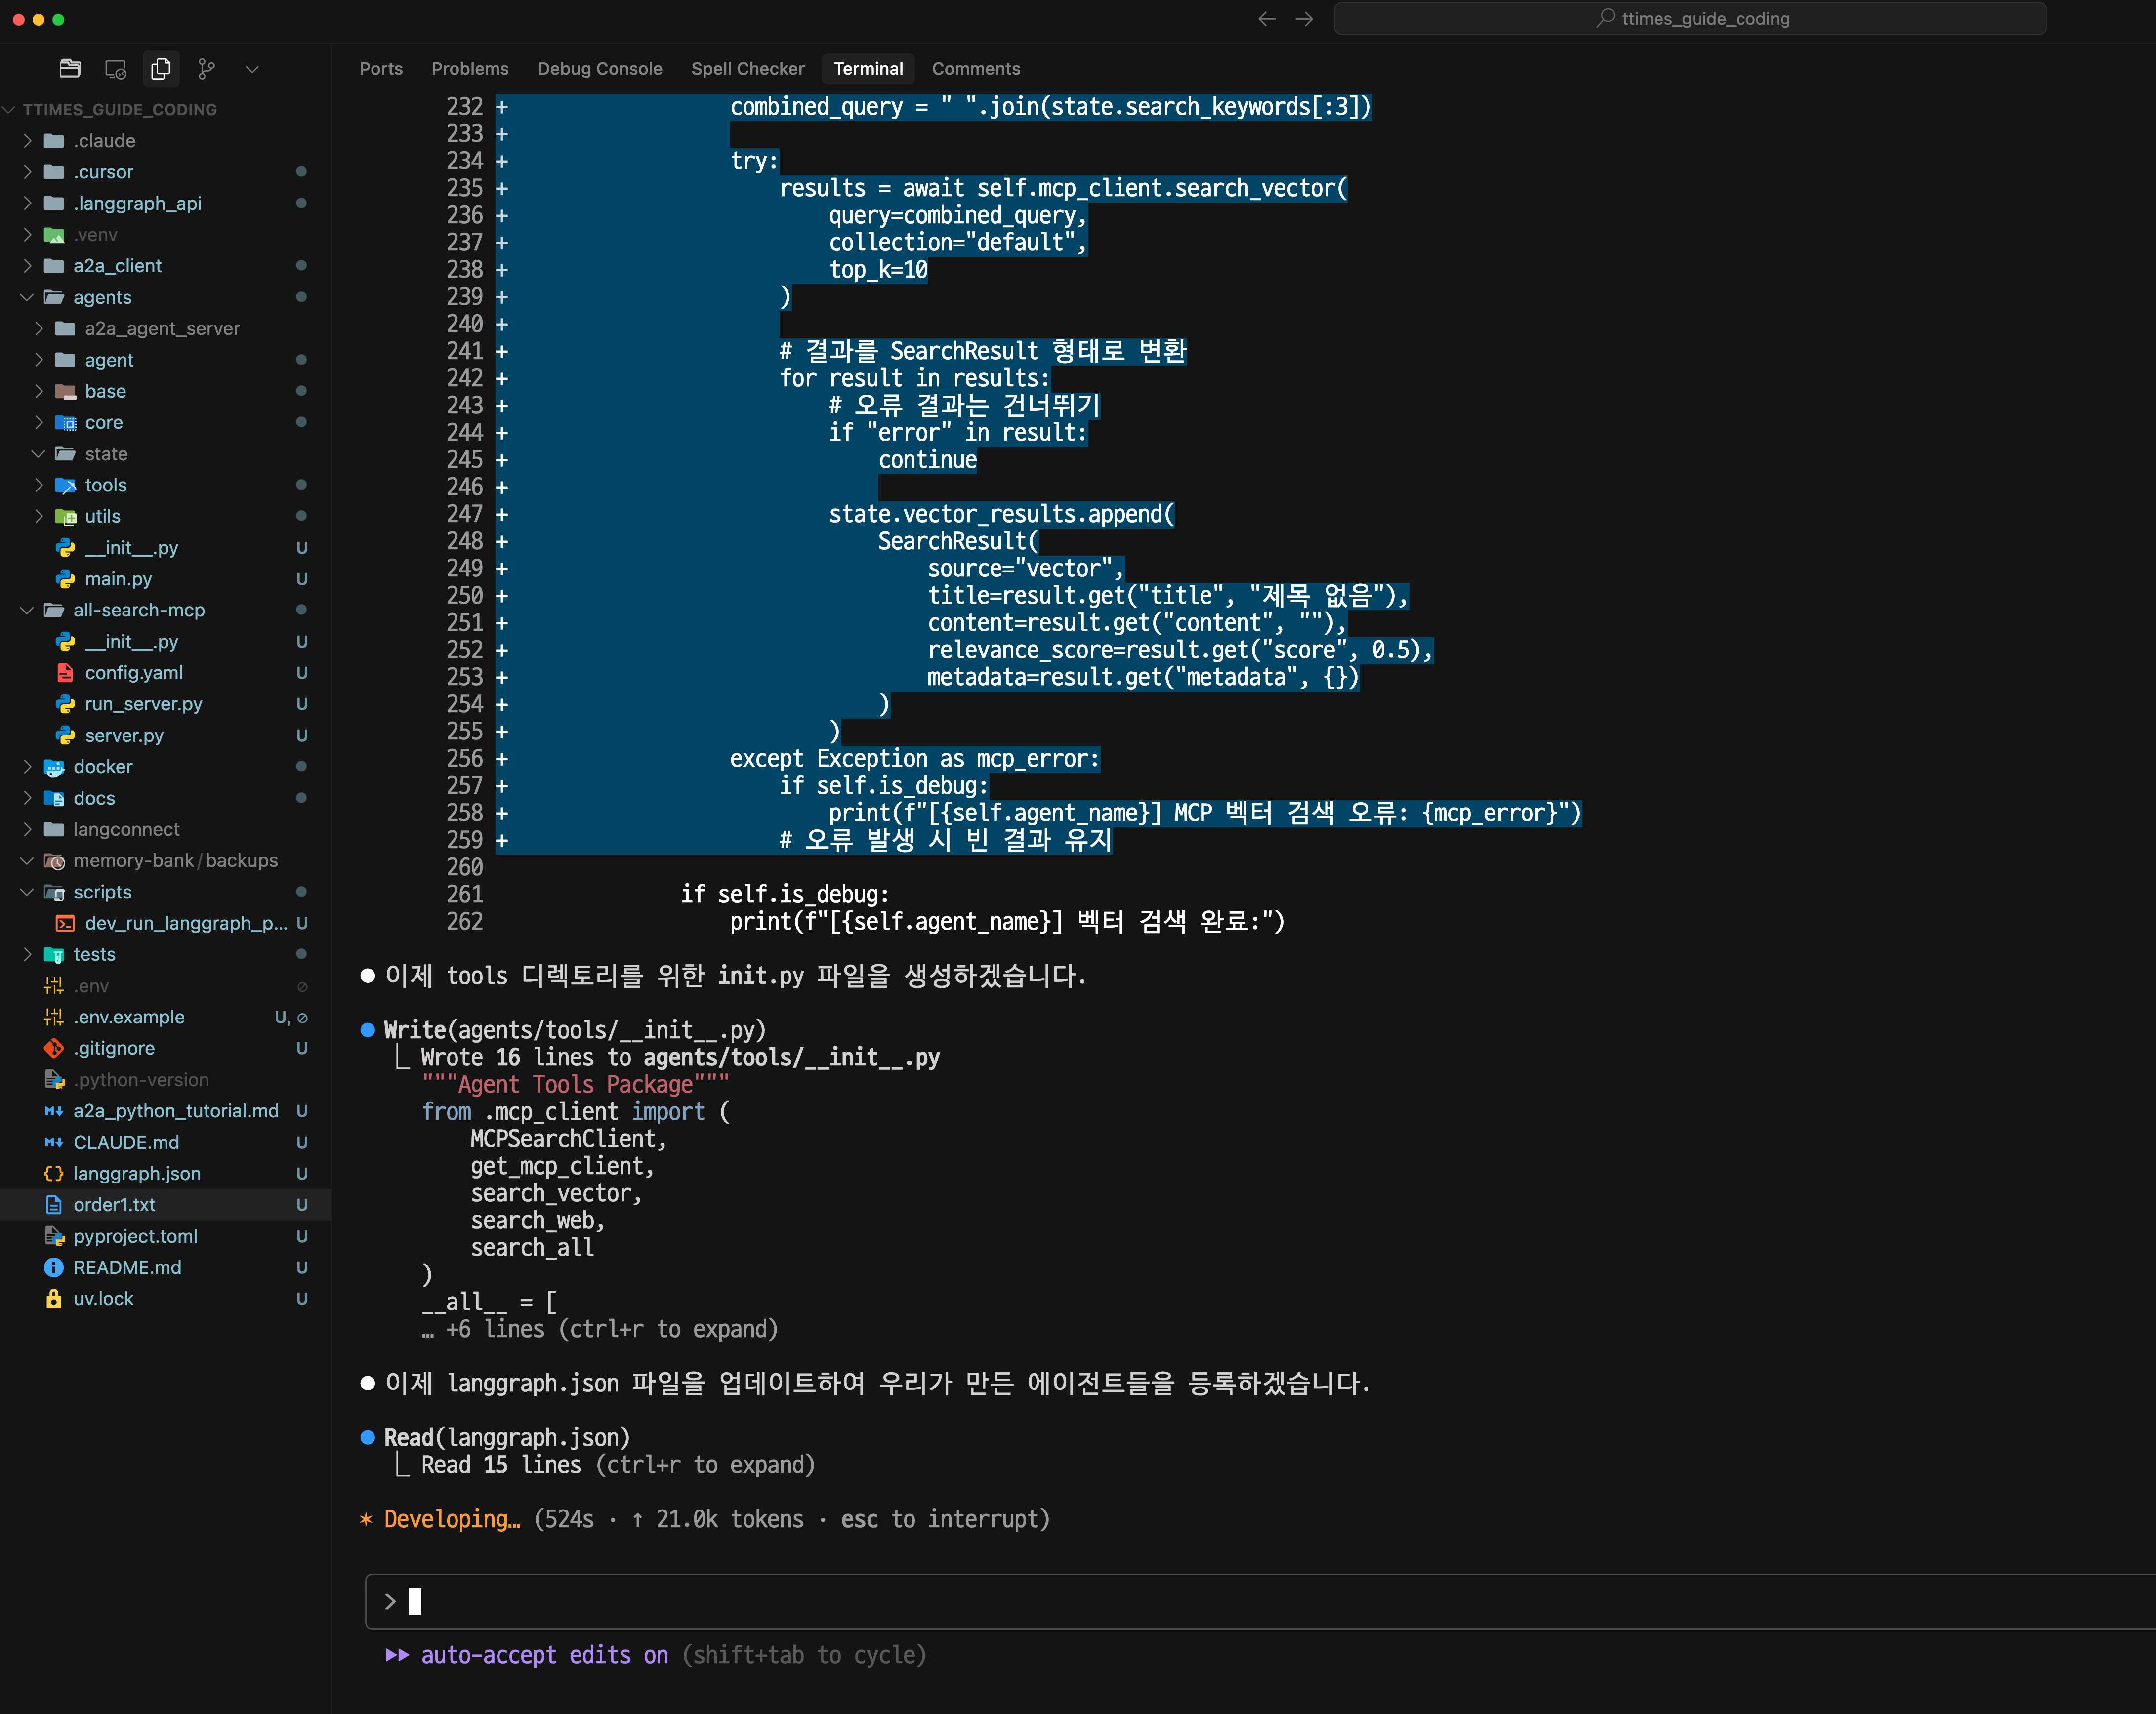 ttimes_guide_coding
Ports Problems Debug Console Spell Checker Terminal Comments
TTIMES_GUIDE_CODING
.claude
.cursor
.langgraph_api
.venv
a2a_client
agents
a2a_agent_server
agent
base
core
state
tools
utils
__init__.py U
main.py U
all-search-mcp
__init__.py U
config.yaml U
run_server.py U
server.py U
docker
docs
langconnect
memory-bank/backups
scripts
dev_run_langgraph_p... U
tests
.env
.env.example U,
.gitignore U
.python-version
a2a_python_tutorial.md U
CLAUDE.md U
langgraph.json U
order1.txt U
pyproject.toml U
README.md U
uv.lock U
232 + combined_query = " ".join(state.search_keywords[:3])
233 +
234 + try:
235 + results = await self.mcp_client.search_vector(
236 + query=combined_query,
237 + collection="default",
238 + top_k=10
239 + )
240 +
241 + # 결과를 SearchResult 형태로 변환
242 + for result in results:
243 + # 오류 결과는 건너뛰기
244 + if "error" in result:
245 + continue
246 +
247 + state.vector_results.append(
248 + SearchResult(
249 + source="vector",
250 + title=result.get("title", "제목 없음"),
251 + content=result.get("content", ""),
252 + relevance_score=result.get("score", 0.5),
253 + metadata=result.get("metadata", {})
254 + )
255 + )
256 + except Exception as mcp_error:
257 + if self.is_debug:
258 + print(f"[{self.agent_name}] MCP 벡터 검색 오류: {mcp_error}")
259 + # 오류 발생 시 빈 결과 유지
260
261 if self.is_debug:
262 print(f"[{self.agent_name}] 벡터 검색 완료:")
● 이제 tools 디렉토리를 위한 init.py 파일을 생성하겠습니다.
● Write(agents/tools/__init__.py)
⎿ Wrote 16 lines to agents/tools/__init__.py
"""Agent Tools Package"""
from .mcp_client import (
MCPSearchClient,
get_mcp_client,
search_vector,
search_web,
search_all
)
__all__ = [
… +6 lines (ctrl+r to expand)
● 이제 langgraph.json 파일을 업데이트하여 우리가 만든 에이전트들을 등록하겠습니다.
● Read(langgraph.json)
⎿ Read 15 lines (ctrl+r to expand)
✶ Developing… (524s · ↑ 21.0k tokens · esc to interrupt)
>
⏵⏵ auto-accept edits on (shift+tab to cycle)